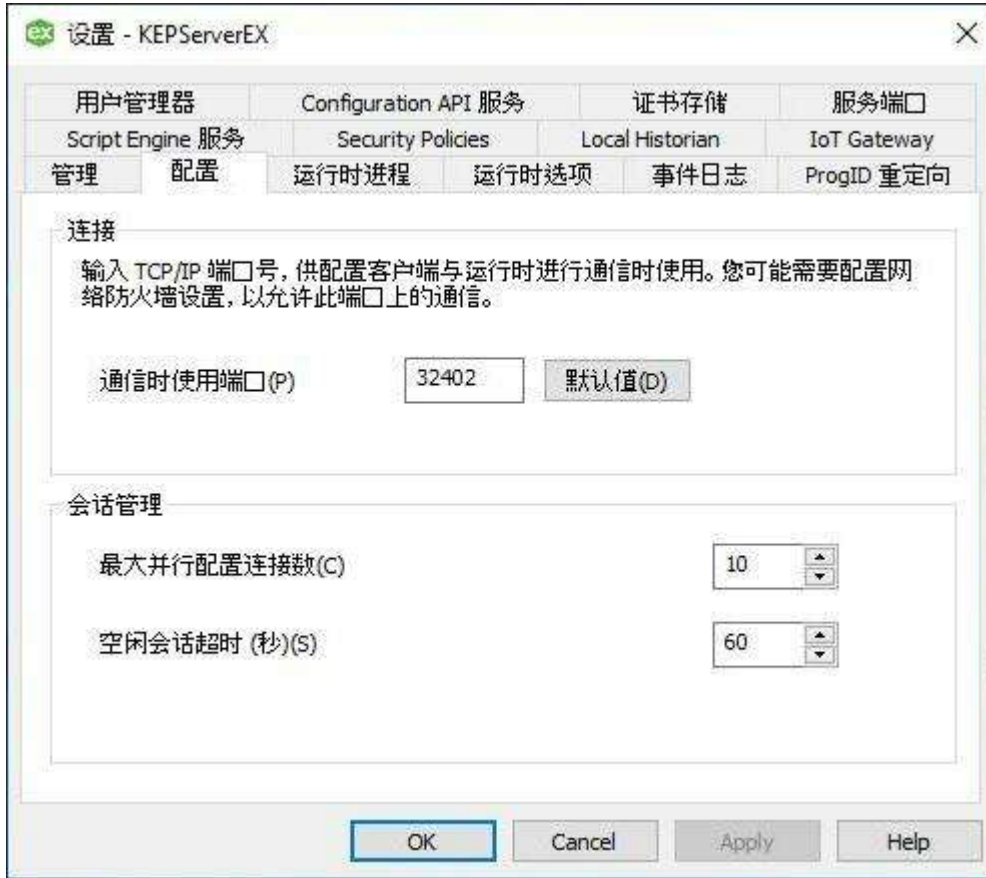 设置 - KEPServerEX
用户管理器 Configuration API 服务 证书存储 服务端口
Script Engine 服务 Security Policies Local Historian IoT Gateway
管理 配置 运行时进程 运行时选项 事件日志 ProgID 重定向
连接
输入 TCP/IP 端口号, 供配置客户端与运行时进行通信时使用。您可能需要配置网
络防火墙设置, 以允许此端口上的通信。
通信时使用端口(P) 32402 默认值(D)
会话管理
最大并行配置连接数(C) 10
空闲会话超时 (秒)(S) 60
OK Cancel Apply Help